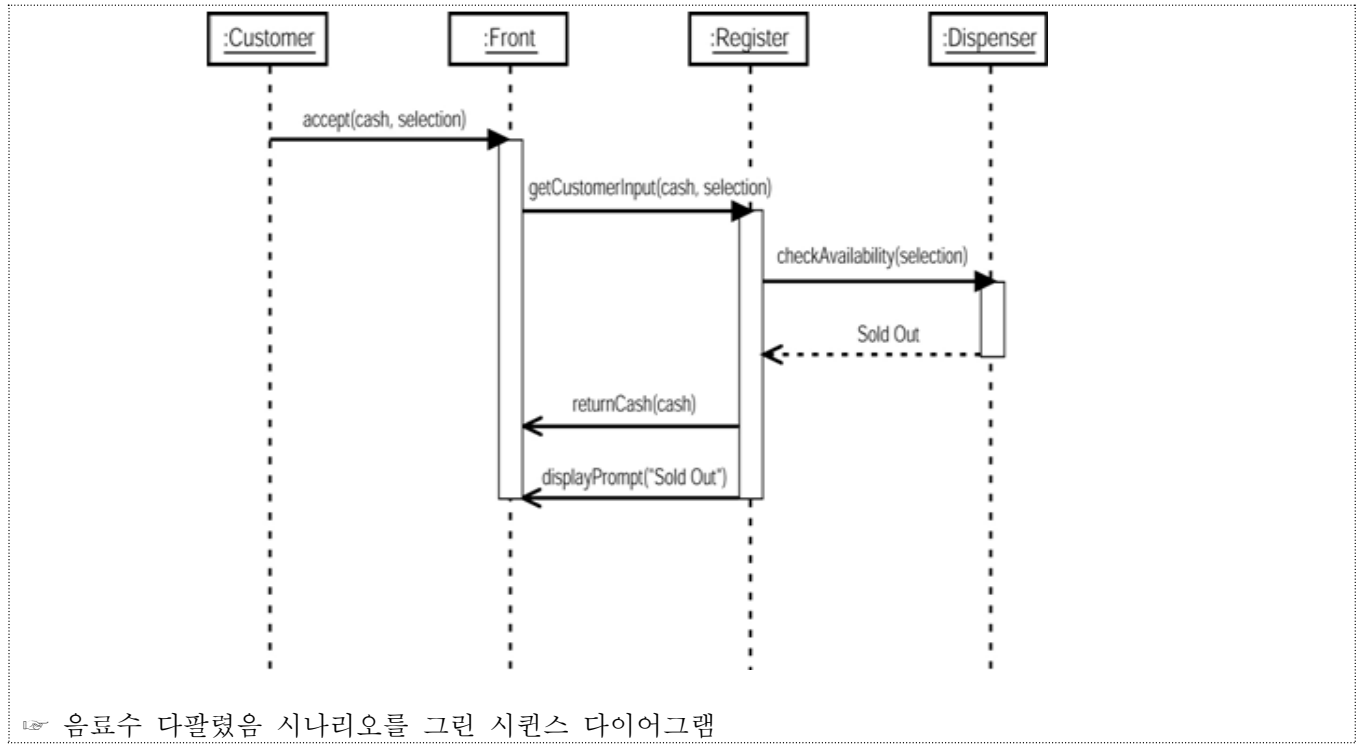 :Customer :Front :Register :Dispenser
accept(cash, selection)
getCustomerInput(cash, selection)
checkAvailability(selection)
Sold Out
returnCash(cash)
displayPrompt("Sold Out")
☞ 음료수 다팔렸음 시나리오를 그린 시퀀스 다이어그램